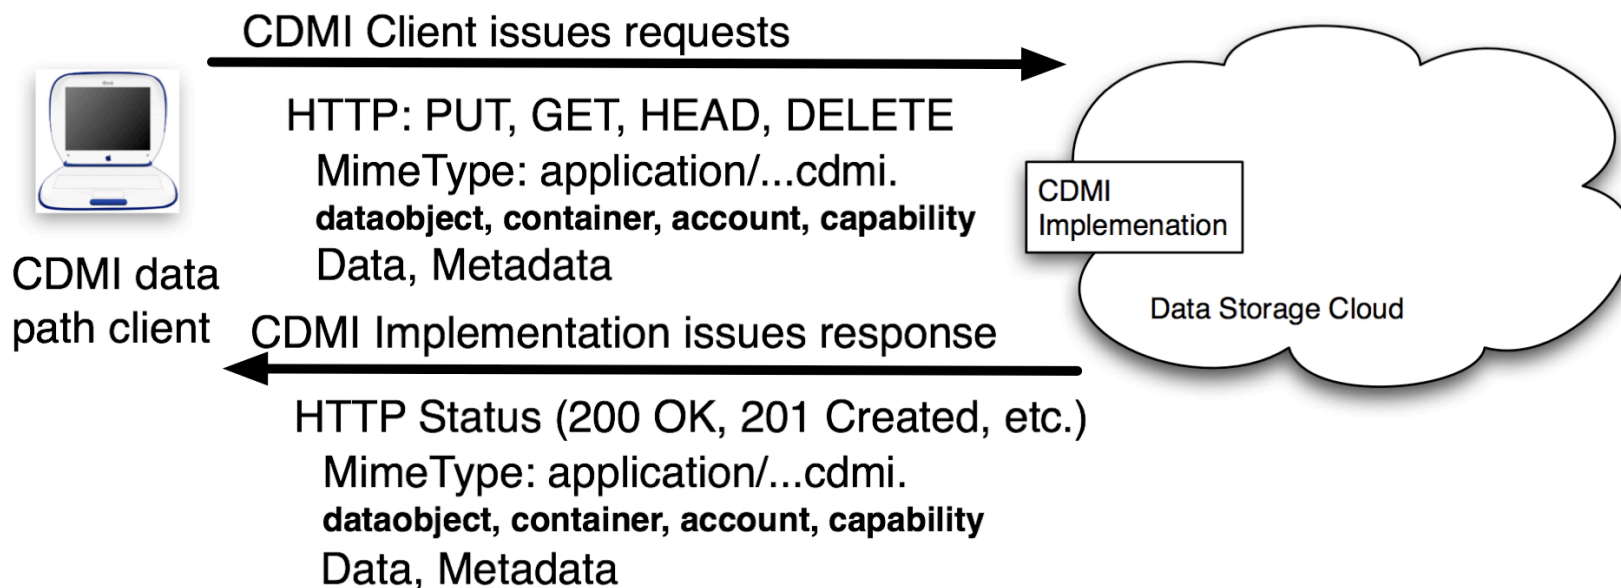 CDMI Client issues requests
HTTP: PUT, GET, HEAD, DELETE
MimeType: application/...cdmi.
dataobject, container, account, capability
Data, Metadata
CDMI data
path client
CDMI Implementation issues response
HTTP Status (200 OK, 201 Created, etc.)
MimeType: application/...cdmi.
dataobject, container, account, capability
Data, Metadata
CDMI
Implemenation
Data Storage Cloud